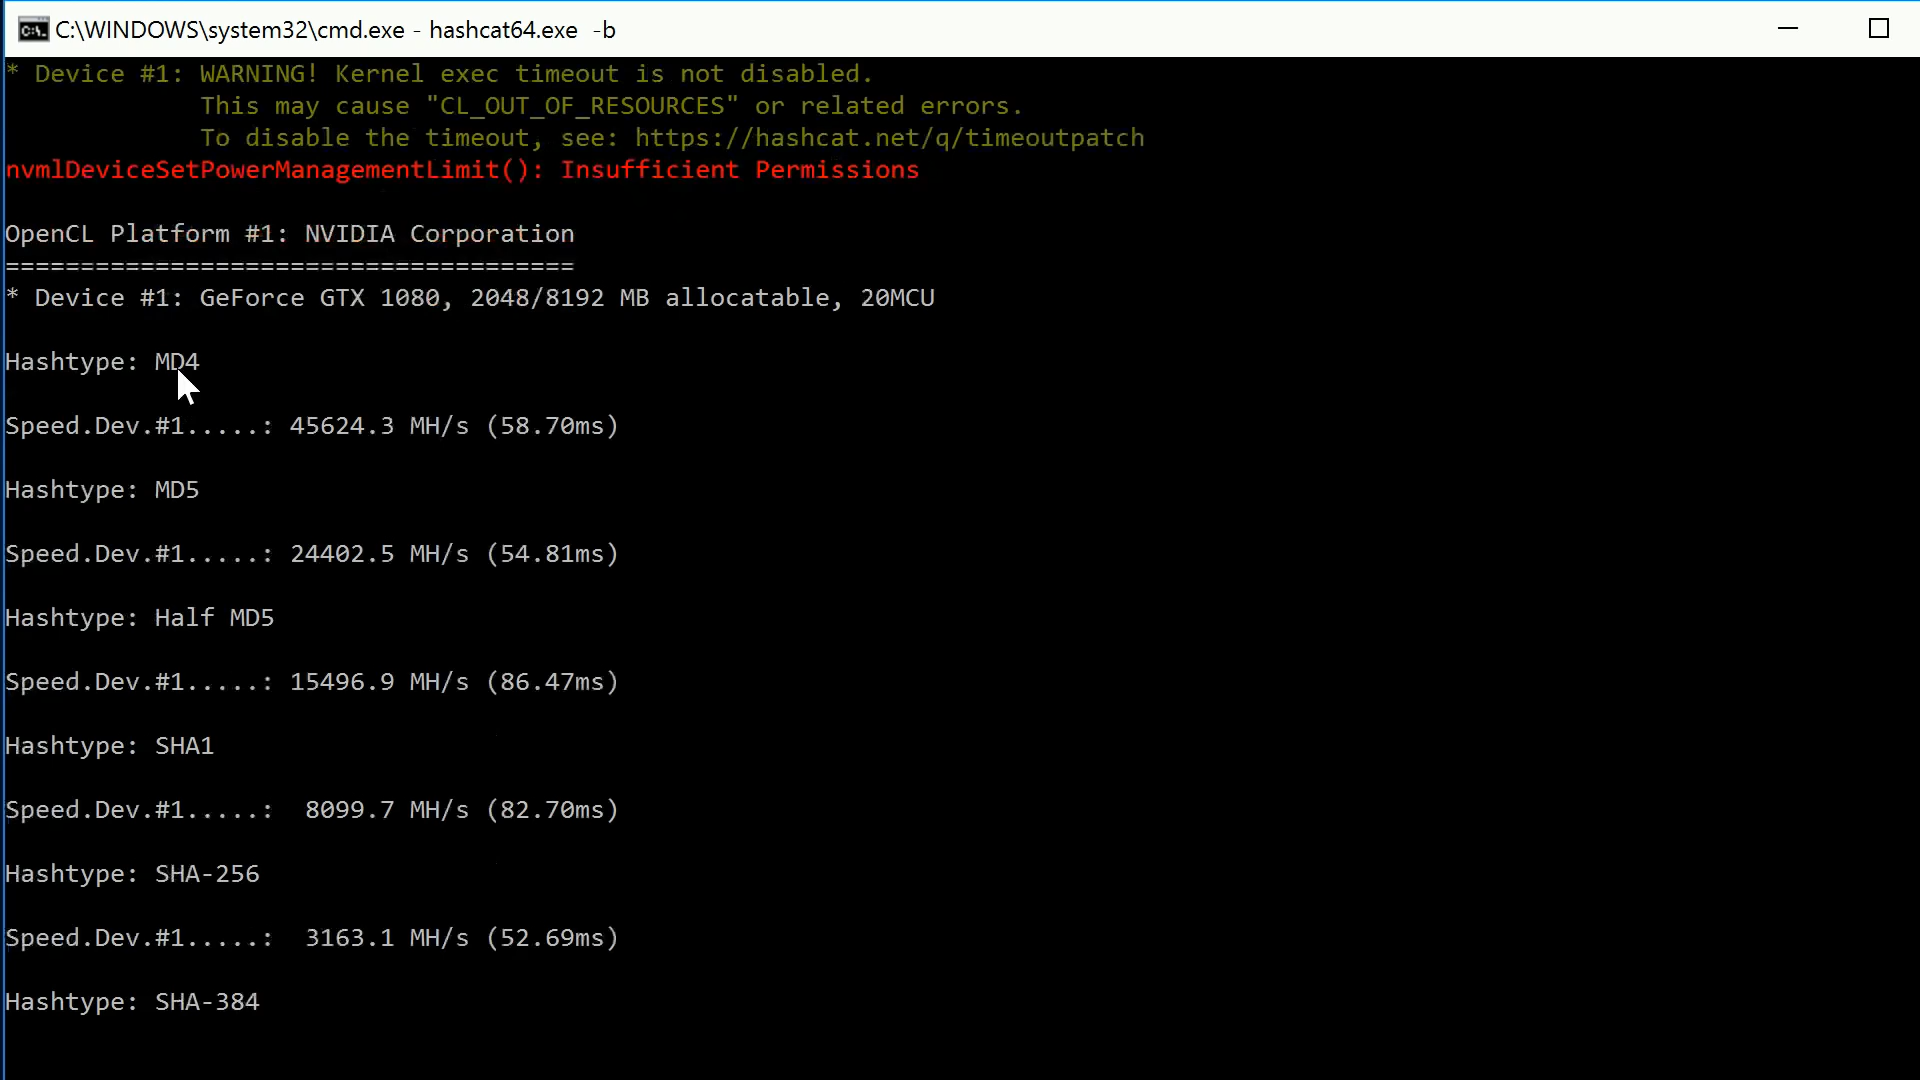 C:\WINDOWS\system32\cmd.exe - hashcat64.exe -b
* Device #1: WARNING! Kernel exec timeout is not disabled.
This may cause "CL_OUT_OF_RESOURCES" or related errors.
To disable the timeout, see: https://hashcat.net/q/timeoutpatch
nvmlDeviceSetPowerManagementLimit(): Insufficient Permissions
OpenCL Platform #1: NVIDIA Corporation
======================================
* Device #1: GeForce GTX 1080, 2048/8192 MB allocatable, 20MCU
Hashtype: MD4
Speed.Dev.#1.....: 45624.3 MH/s (58.70ms)
Hashtype: MD5
Speed.Dev.#1.....: 24402.5 MH/s (54.81ms)
Hashtype: Half MD5
Speed.Dev.#1.....: 15496.9 MH/s (86.47ms)
Hashtype: SHA1
Speed.Dev.#1.....:  8099.7 MH/s (82.70ms)
Hashtype: SHA-256
Speed.Dev.#1.....:  3163.1 MH/s (52.69ms)
Hashtype: SHA-384